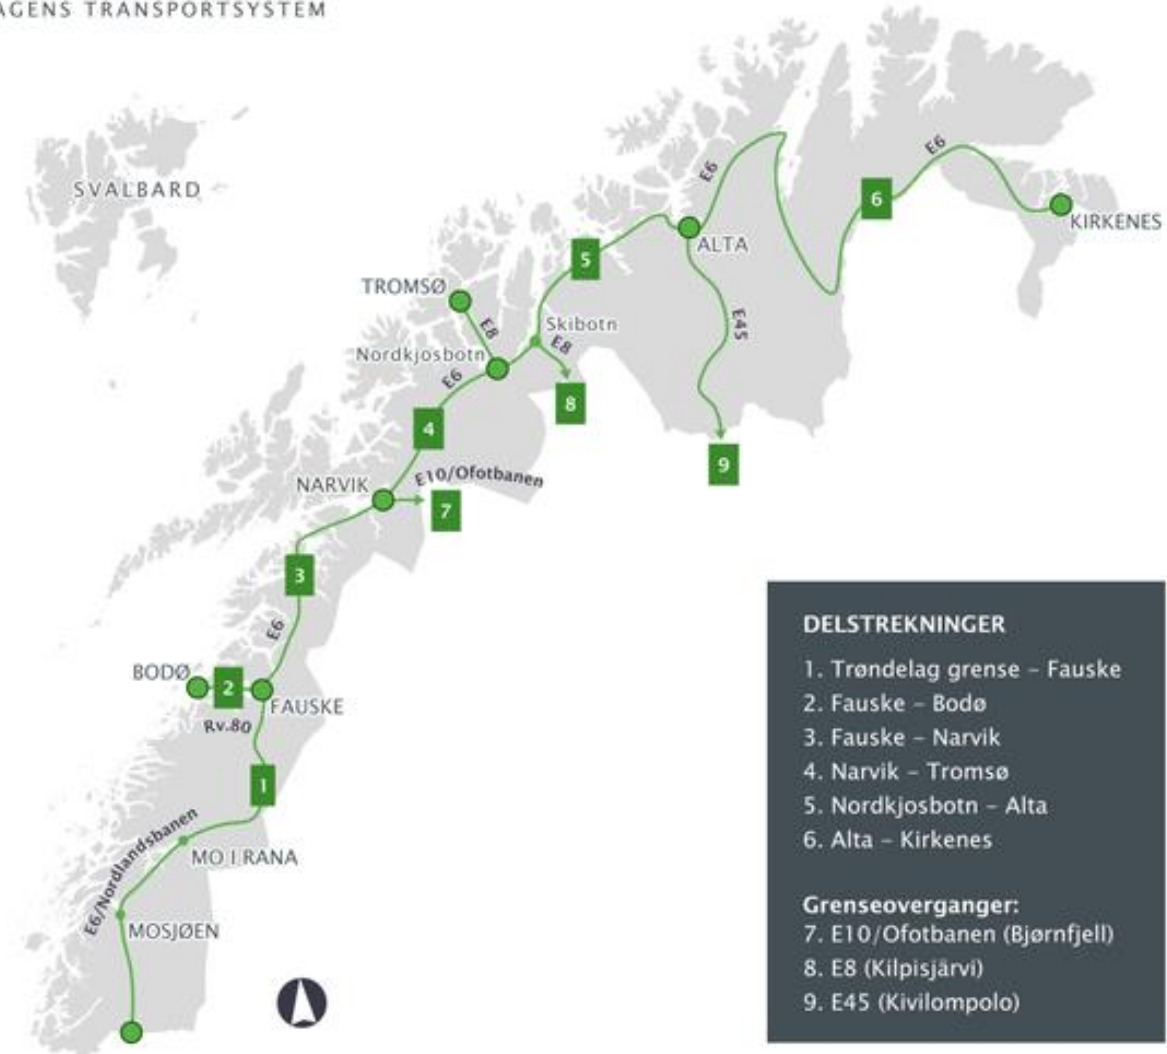 AGENS TRANSPORTSYSTEM
SVALBARD
E6
E6
6
KIRKENES
ALTA
5
TROMSØ
E8
Skibotn
E8
E45
Nordkjosbotn
E6
8
4
9
E10/Ofotbanen
NARVIK
7
3
E6
BODØ
2
FAUSKE
Rv.80
1
E6/Nordlandsbanen
MO I RANA
MOSJØEN
DELSTREKNINGER
1. Trøndelag grense – Fauske
2. Fauske – Bodø
3. Fauske – Narvik
4. Narvik – Tromsø
5. Nordkjosbotn – Alta
6. Alta – Kirkenes
Grenseoverganger:
7. E10/Ofotbanen (Bjørnfjell)
8. E8 (Kilpisjårvi)
9. E45 (Kivilompolo)